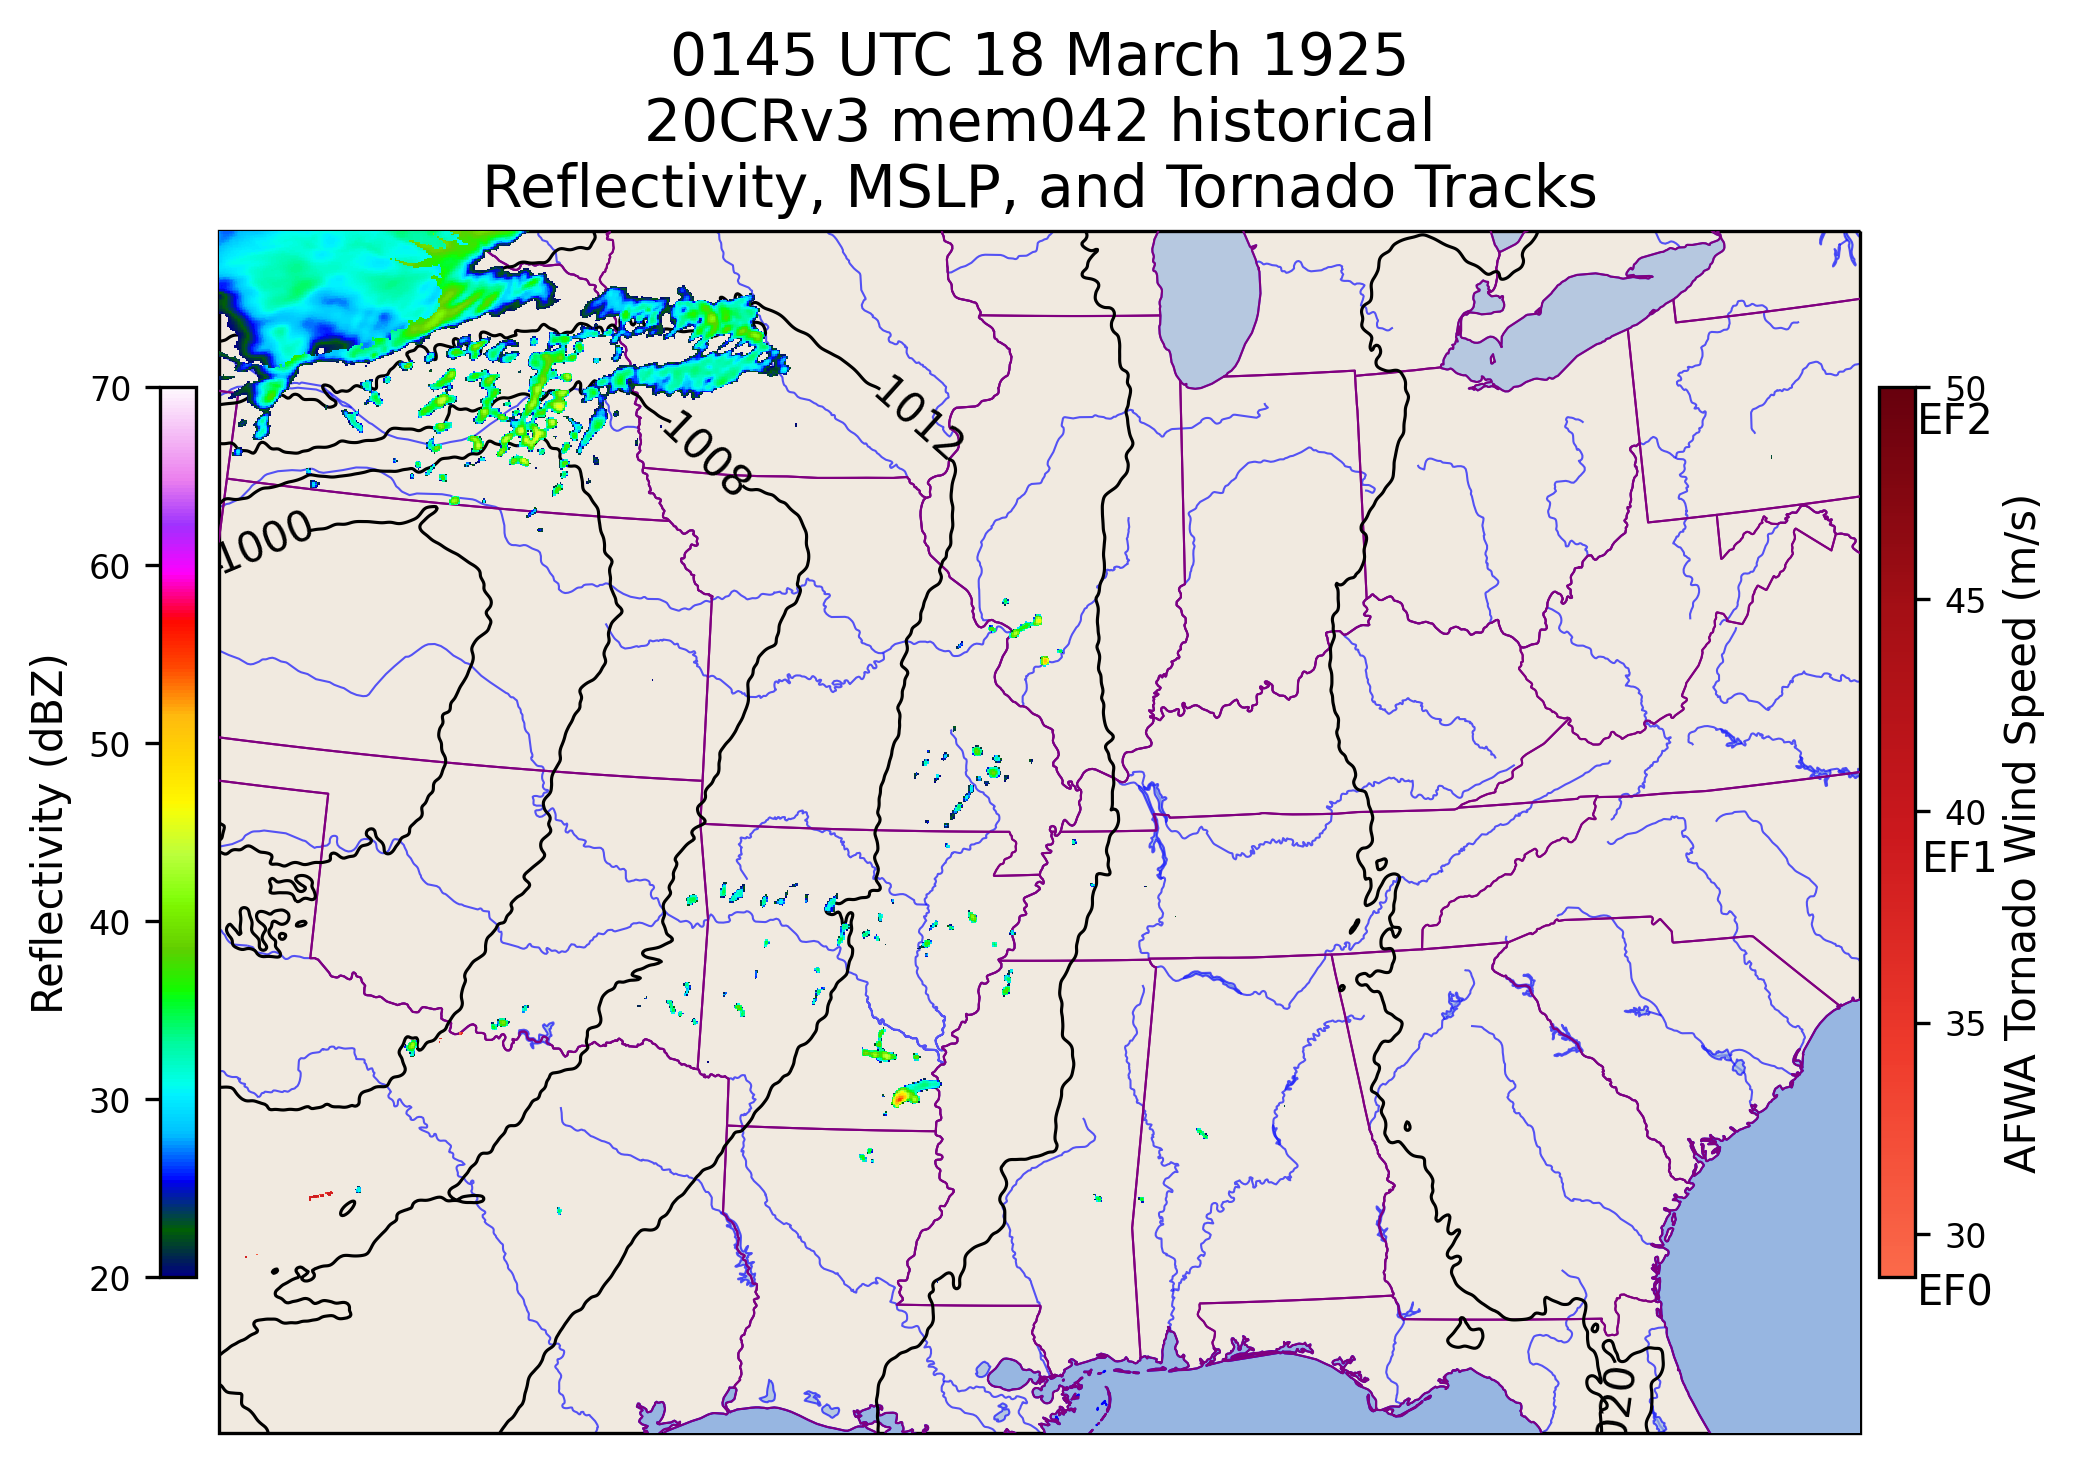 0145 UTC 18 March 1925
20CRv3 mem042 historical
Reflectivity, MSLP, and Tornado Tracks
70
60
50
40
30
20
Reflectivity (dBZ)
1012
1008
1000
020
50
EF2
45
40
EF1
35
30
EF0
AFWA Tornado Wind Speed (m/s)